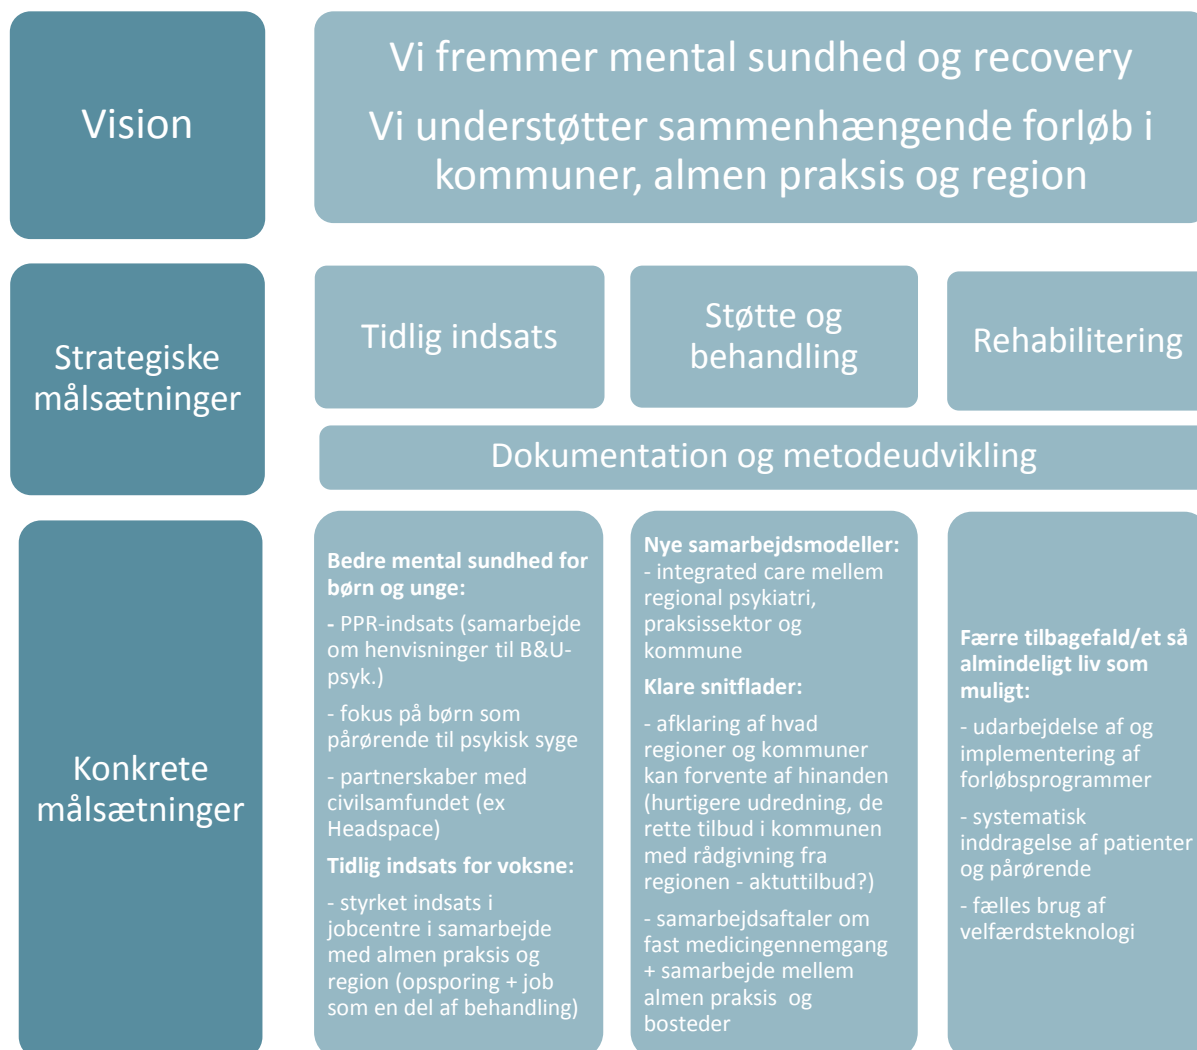 Vision
Vi fremmer mental sundhed og recovery
Vi understøtter sammenhængende forløb i
kommuner, almen praksis og region
Strategiske
målsætninger
Tidlig indsats
Støtte og
behandling
Rehabilitering
Dokumentation og metodeudvikling
Konkrete
målsætninger
Bedre mental sundhed for
børn og unge:
- PPR-indsats (samarbejde
om henvisninger til B&U-
psyk.)
- fokus på børn som
pårørende til psykisk syge
- partnerskaber med
civilsamfundet (ex
Headspace)
Tidlig indsats for voksne:
- styrket indsats i
jobcentre i samarbejde
med almen praksis og
region (opsporing + job
som en del af behandling)
Nye samarbejdsmodeller:
- integrated care mellem
regional psykiatri,
praksissektor og
kommune
Klare snitflader:
- afklaring af hvad
regioner og kommuner
kan forvente af hinanden
(hurtigere udredning, de
rette tilbud i kommunen
med rådgivning fra
regionen - aktuttilbud?)
- samarbejdsaftaler om
fast medicingennemgang
+ samarbejde mellem
almen praksis og
bosteder
Færre tilbagefald/et så
almindeligt liv som
muligt:
- udarbejdelse af og
implementering af
forløbsprogrammer
- systematisk
inddragelse af patienter
og pårørende
- fælles brug af
velfærdsteknologi